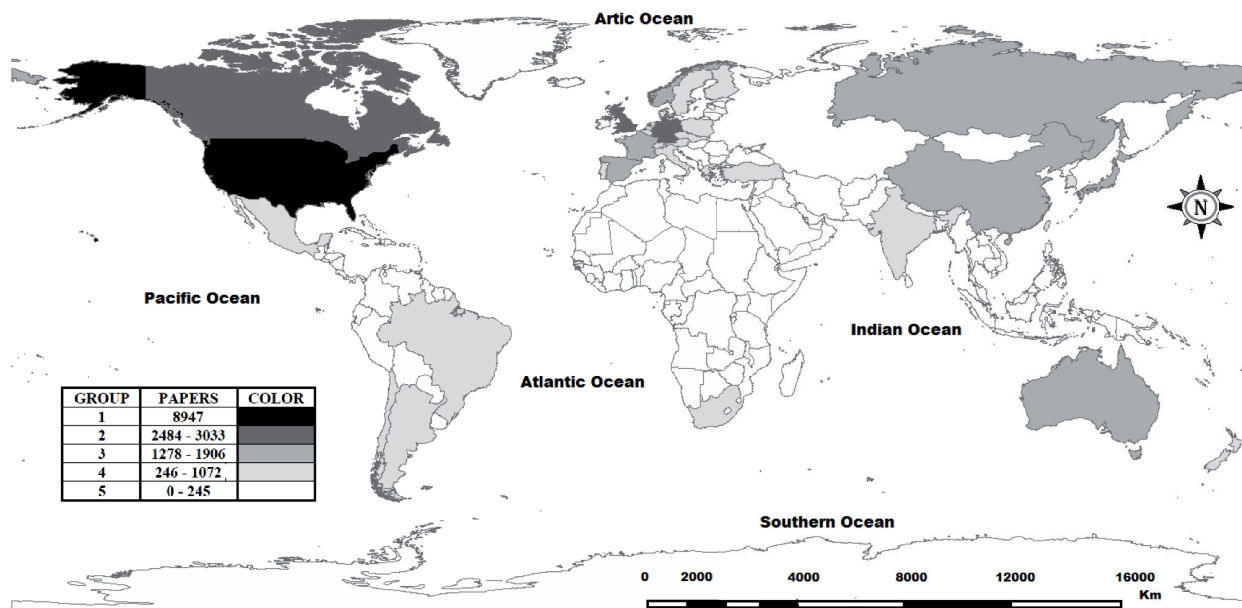 Artic Ocean
N
Pacific Ocean
Indian Ocean
Atlantic Ocean
GROUP PAPERS COLOR
1 8947
2 2484 - 3033
3 1278 - 1906
4 246 - 1072
5 0 - 245
Southern Ocean
0 2000 4000 8000 12000 16000
Km